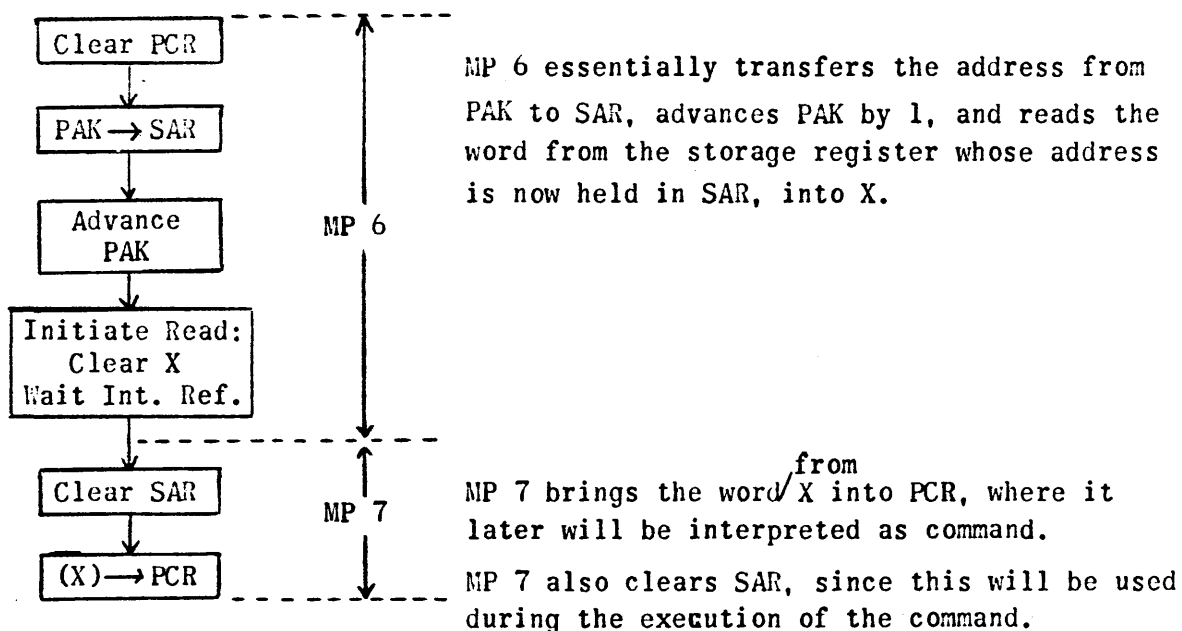 Clear PCR
PAK → SAR
Advance
PAK
Initiate Read:
Clear X
Wait Int. Ref.
MP 6
MP 6 essentially transfers the address from
PAK to SAR, advances PAK by 1, and reads the
word from the storage register whose address
is now held in SAR, into X.
Clear SAR
(X) → PCR
MP 7
from
MP 7 brings the word/ X into PCR, where it
later will be interpreted as command.
MP 7 also clears SAR, since this will be used
during the execution of the command.